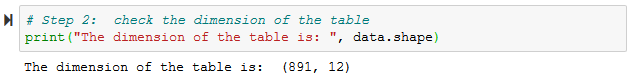 # Step 2:  check the dimension of the table
print("The dimension of the table is: ", data.shape)
The dimension of the table is:  (891, 12)